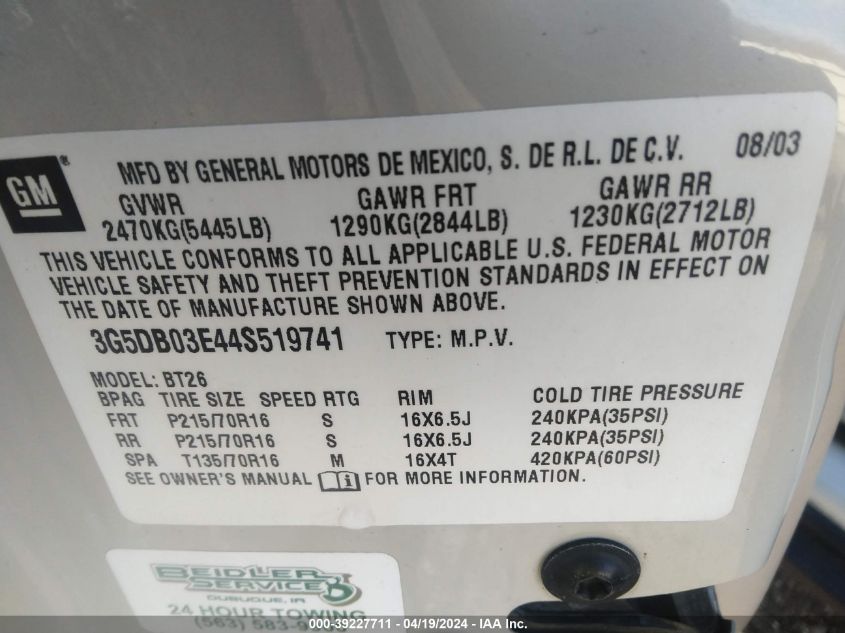 GM®
MFD BY GENERAL MOTORS DE MEXICO, S. DE R.L. DE C.V. 08/03
GVWR GAWR FRT GAWR RR
2470KG(5445LB) 1290KG(2844LB) 1230KG(2712LB)
THIS VEHICLE CONFORMS TO ALL APPLICABLE U.S. FEDERAL MOTOR
VEHICLE SAFETY AND THEFT PREVENTION STANDARDS IN EFFECT ON
THE DATE OF MANUFACTURE SHOWN ABOVE.
3G5DB03E44S519741 TYPE: M.P.V.
MODEL: BT26
BPAG TIRE SIZE SPEED RTG RIM COLD TIRE PRESSURE
FRT P215/70R16 S 16X6.5J 240KPA(35PSI)
RR P215/70R16 S 16X6.5J 240KPA(35PSI)
SPA T135/70R16 M 16X4T 420KPA(60PSI)
SEE OWNER'S MANUAL FOR MORE INFORMATION.
BEIDLER
SERVICE
DUBUQUE, IA
24 HOUR TOWING
(563) 583-
000-39227711 - 04/19/2024 - IAA Inc.